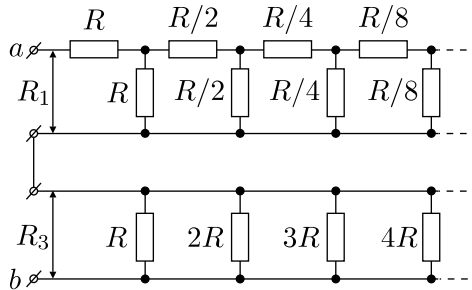 R R/2 R/4 R/8
a
R₁ R R/2 R/4 R/8
R₃ R 2R 3R 4R
b